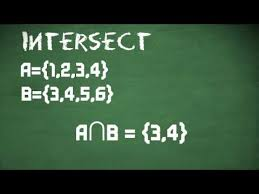 INTERSECT
A={1,2,3,4}
B={3,4,5,6}
A∩B = {3,4}